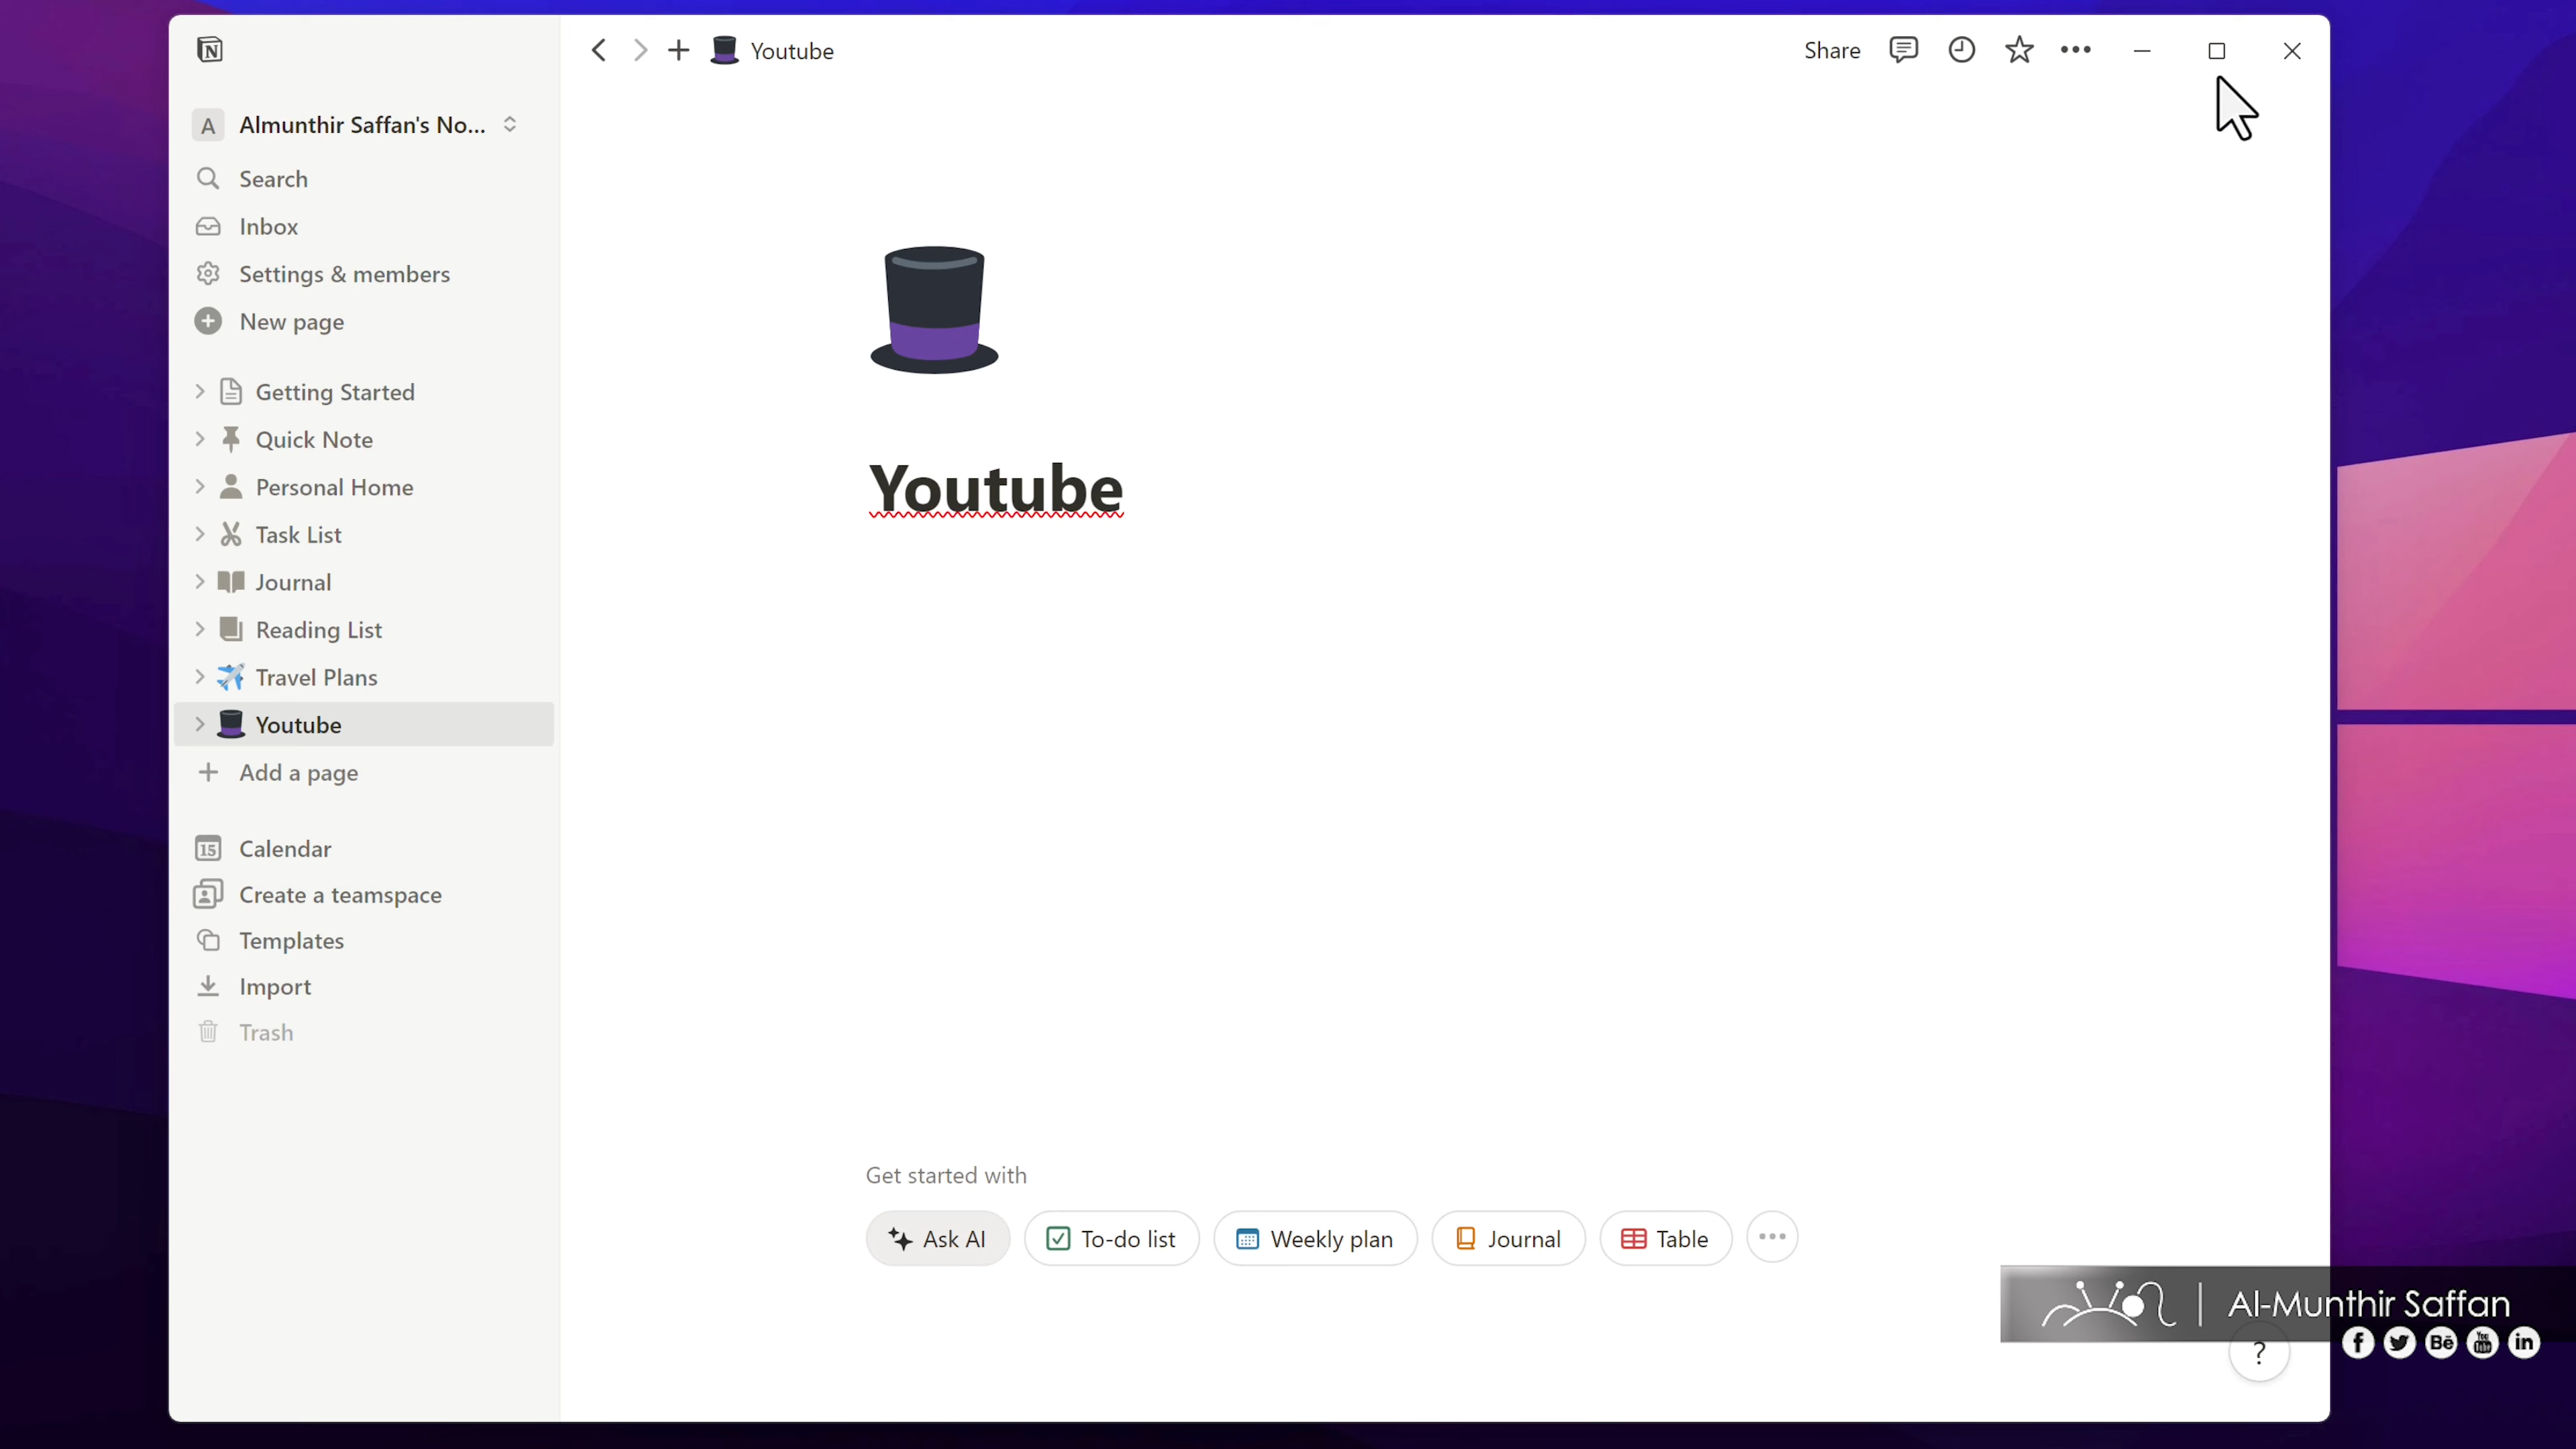 Youtube
Share
A
Almunthir Saffan's No...
Search
Inbox
Settings & members
New page
Getting Started
Quick Note
Personal Home
Task List
Journal
Reading List
Travel Plans
Youtube
Add a page
15
Calendar
Create a teamspace
Templates
Import
Trash
Youtube
Get started with
Ask AI
To-do list
Weekly plan
Journal
Table
Al-Munthir Saffan
?